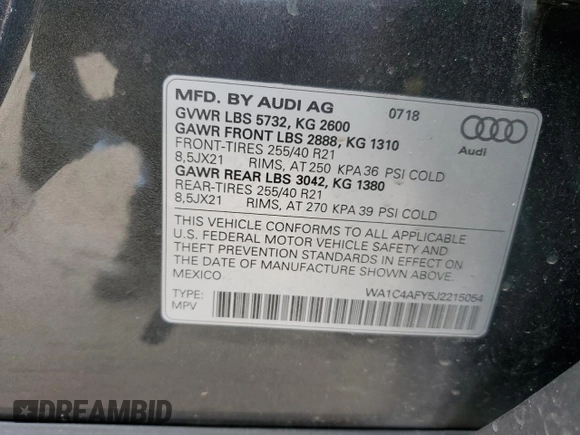 MFD. BY AUDI AG 0718
GVWR LBS 5732, KG 2600
GAWR FRONT LBS 2888, KG 1310
FRONT-TIRES 255/40 R21
8,5JX21 RIMS, AT 250 KPA 36 PSI COLD
GAWR REAR LBS 3042, KG 1380
REAR-TIRES 255/40 R21
8,5JX21 RIMS, AT 270 KPA 39 PSI COLD
Audi
THIS VEHICLE CONFORMS TO ALL APPLICABLE
U.S. FEDERAL MOTOR VEHICLE SAFETY AND
THEFT PREVENTION STANDARDS IN EFFECT ON
THE DATE OF MANUFACTURE SHOWN ABOVE.
MEXICO
WA1C4AFY5J2215054
TYPE:
MPV
DREAMBID